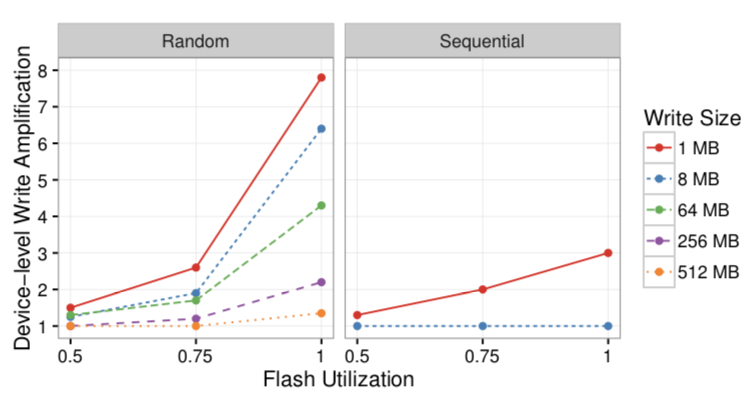 Random
Sequential
Device-level Write Amplification
8
7
6
5
4
3
2
1
0.5 0.75 1
0.5 0.75 1
Flash Utilization
Write Size
1 MB
8 MB
64 MB
256 MB
512 MB